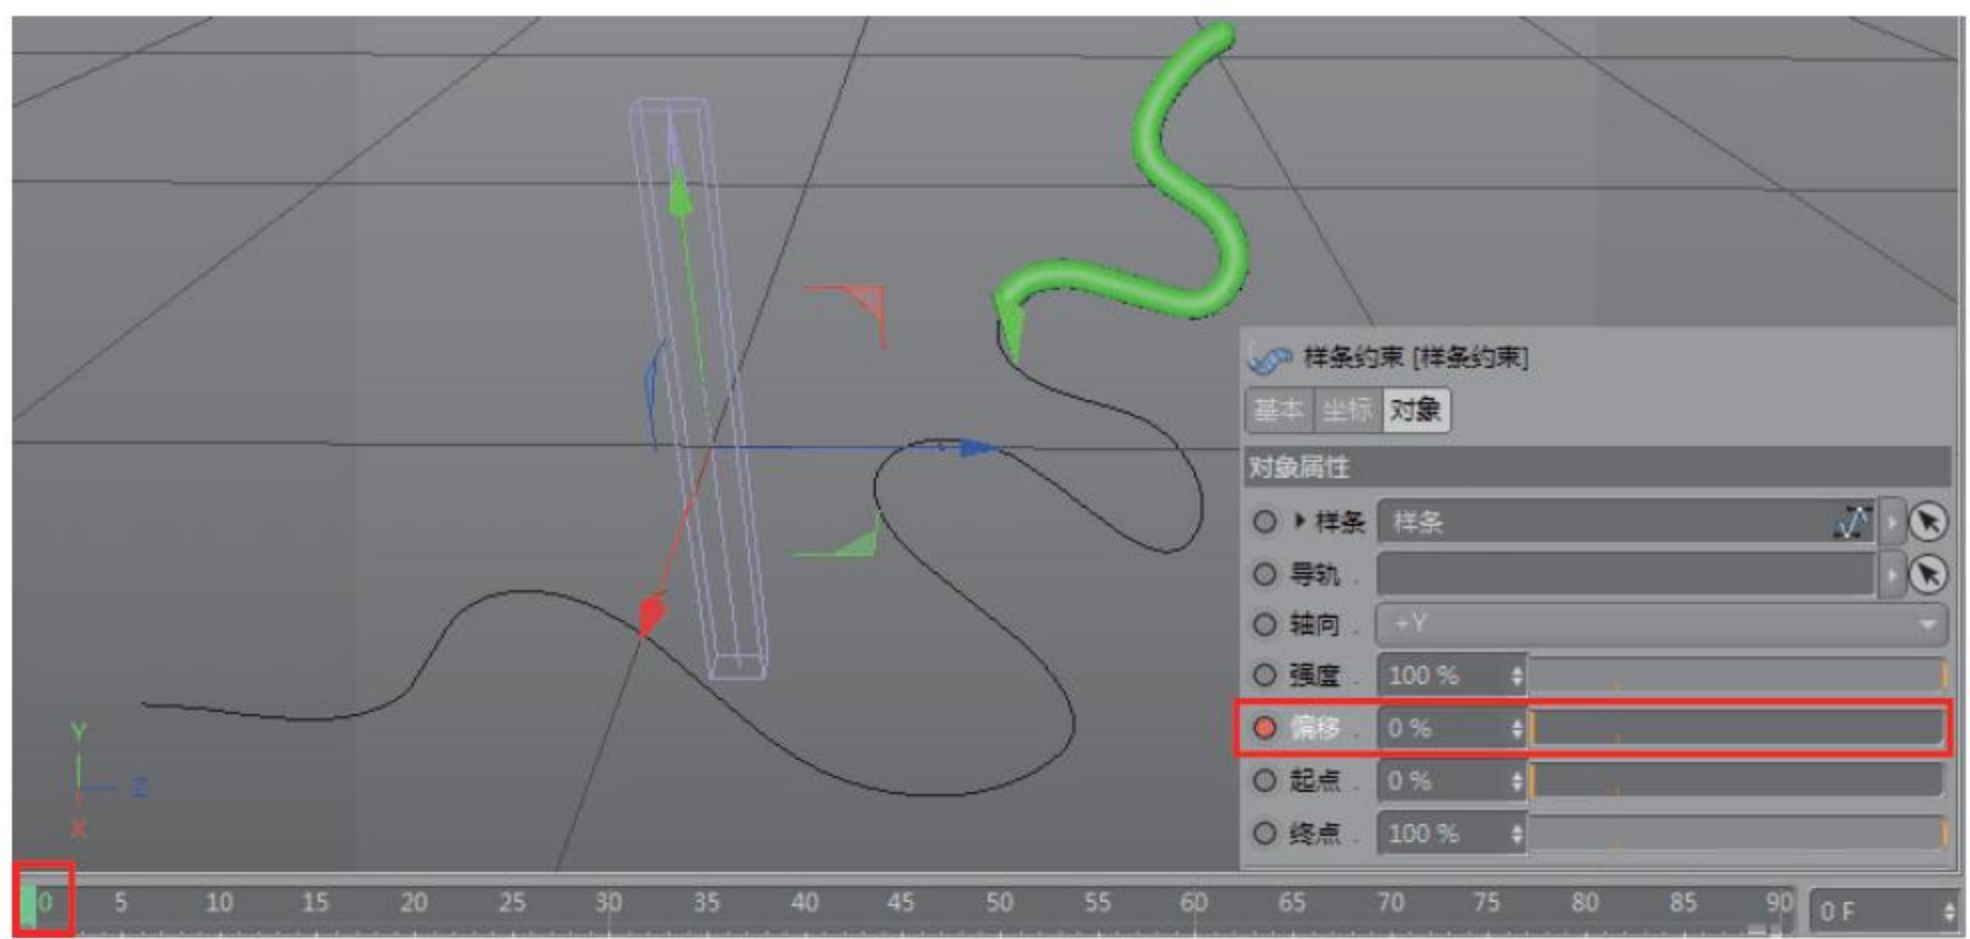 样条约束 [样条约束]
基本 坐标 对象
对象属性
样条 样条
导轨 .
轴向 . +Y
强度 . 100 %
偏移 . 0 %
起点 . 0 %
终点 . 100 %
Y
Z
X
0 5 10 15 20 25 30 35 40 45 50 55 60 65 70 75 80 85 90 0 F